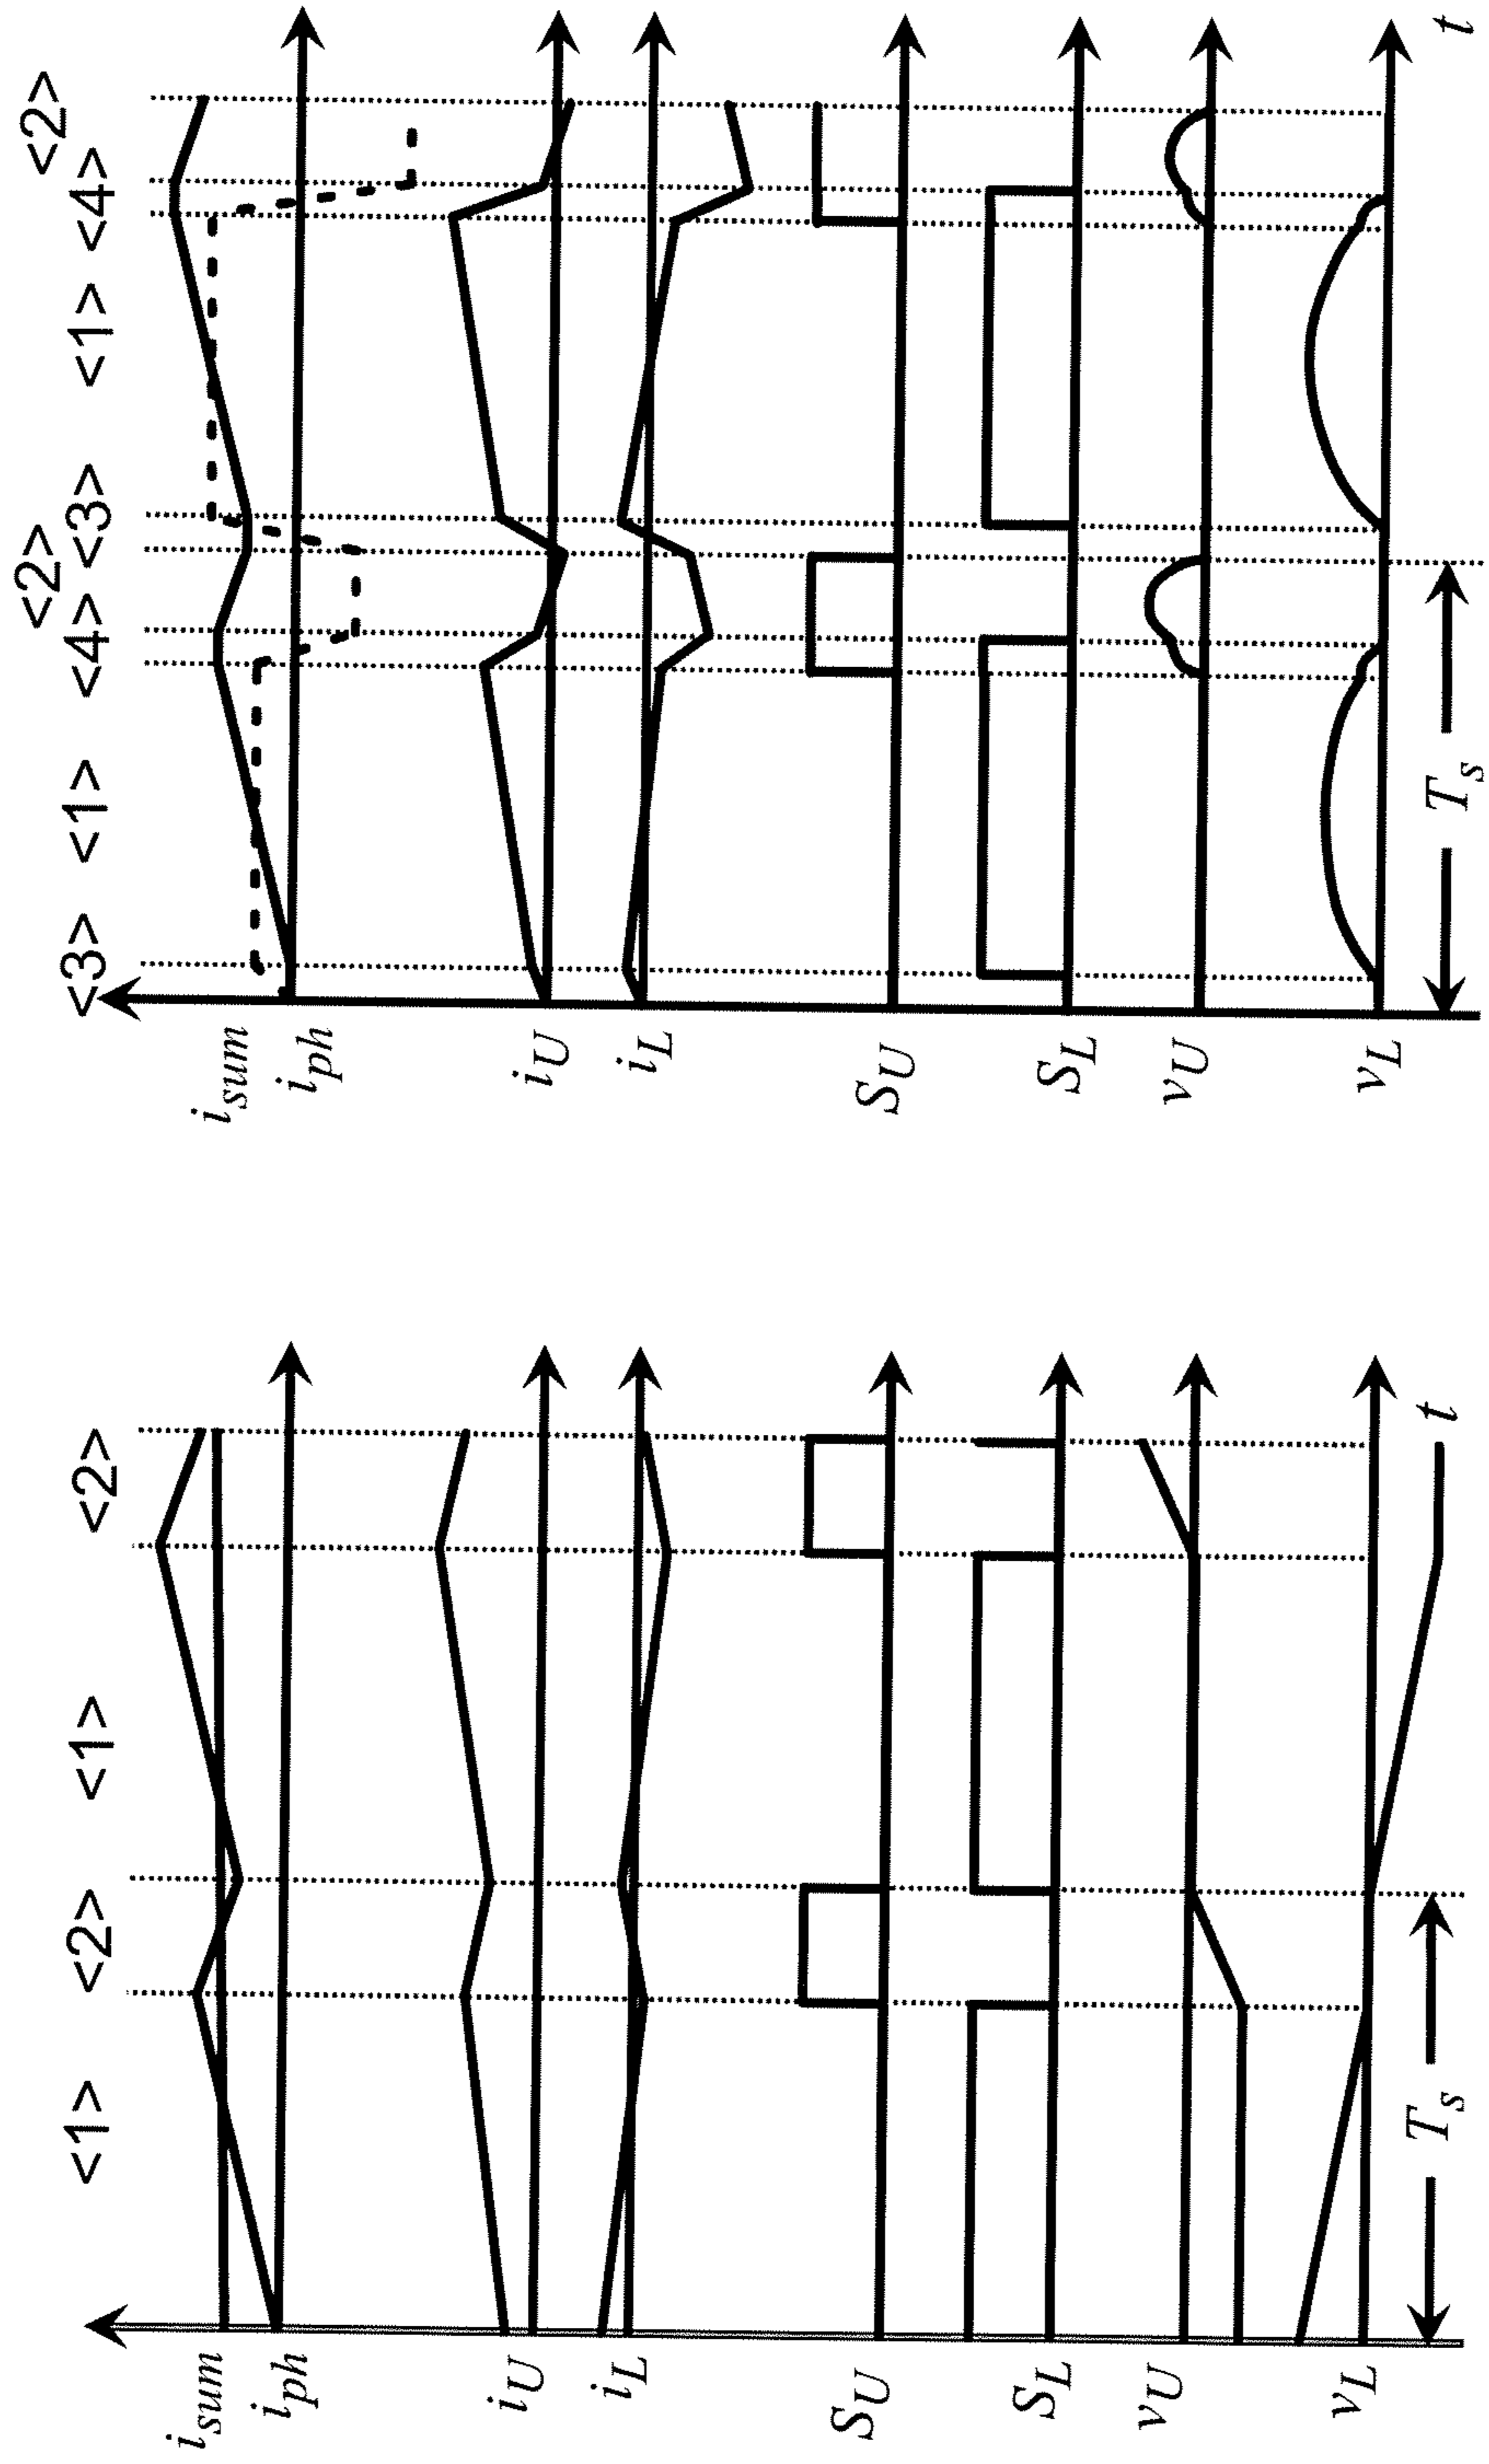 <1> <2> <1> <2>
i_sum
i_ph
i_U
i_L
S_U
S_L
v_U
v_L
t
T_s
<2> <2>
<3> <1> <4> <3> <1> <4>
i_sum
i_ph
i_U
i_L
S_U
S_L
v_U
v_L
t
T_s